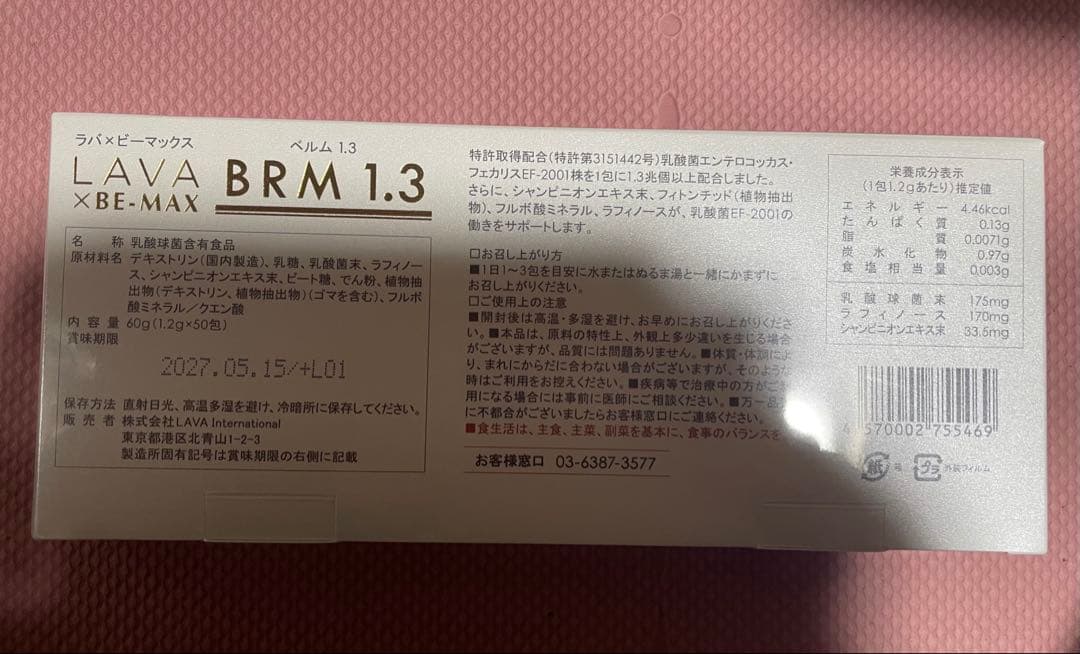 ラバ×ビーマックス
LAVA
×BE-MAX
ベルム 1.3
BRM 1.3
名 称 乳酸球菌含有食品
原材料名 デキストリン(国内製造)、乳糖、乳酸菌末、ラフィノー
ス、シャンピニオンエキス末、ビート糖、でん粉、植物抽
出物(デキストリン、植物抽出物)(ゴマを含む)、フルボ
酸ミネラル／クエン酸
内 容 量 60g(1.2g×50包)
賞味期限
2027.05.15/+L01
保存方法 直射日光、高温多湿を避け、冷暗所に保存してください。
販 売 者 株式会社LAVA International
東京都港区北青山1-2-3
製造所固有記号は賞味期限の右側に記載
特許取得配合(特許第3151442号)乳酸菌エンテロコッカス・
フェカリスEF-2001株を1包に1.3兆個以上配合しました。
さらに、シャンピニオンエキス末、フィトンチッド(植物抽出
物)、フルボ酸ミネラル、ラフィノースが、乳酸菌EF-2001の
働きをサポートします。
□お召し上がり方
■1日1～3包を目安に水またはぬるま湯と一緒にかまずに
お召し上がりください。
□ご使用上の注意
■開封後は高温・多湿を避け、お早めにお召し上がりくださ
い。■本品は、原料の特性上、外観上多少違いを生じる場合
がございますが、品質には問題ありません。■体質・体調によ
り、まれにからだに合わない場合がございますが、そのような
時はご利用をお控えください。■疾病等で治療中の方がご使
用になる場合には事前に医師にご相談ください。■万一品質
に不都合がございましたらお客様窓口にご連絡ください。
■食生活は、主食、主菜、副菜を基本に、食事のバランスを
お客様窓口 03-6387-3577
栄養成分表示
(1包1.2gあたり)推定値
エネルギー 4.46kcal
たんぱく質 0.13g
脂質 0.0071g
炭水化物 0.97g
食塩相当量 0.003g
乳酸球菌末 175mg
ラフィノース 170mg
シャンピニオンエキス末 33.5mg
4 570002 755469
紙 箱
プラ 外装フィルム